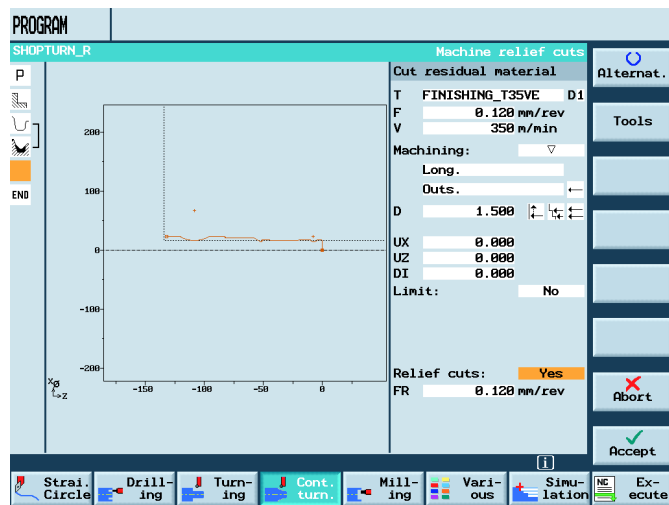 PROGRAM
SHOPTURN_R
Machine relief cuts
Alternat.
Cut residual material
P
T FINISHING_T35VE D1
F 0.120 mm/rev
V 350 m/min
Tools
Machining: ▽
Long.
Outs. ←
END
D 1.500
UX 0.000
UZ 0.000
DI 0.000
Limit: No
Relief cuts: Yes
FR 0.120 mm/rev
200
100
0
-100
-200
-150 -100 -50 0
X
Z
Abort
Accept
i
Strai. Circle
Drill- ing
Turn- ing
Cont. turn.
Mill- ing
Vari- ous
Simu- lation
NC Ex- ecute